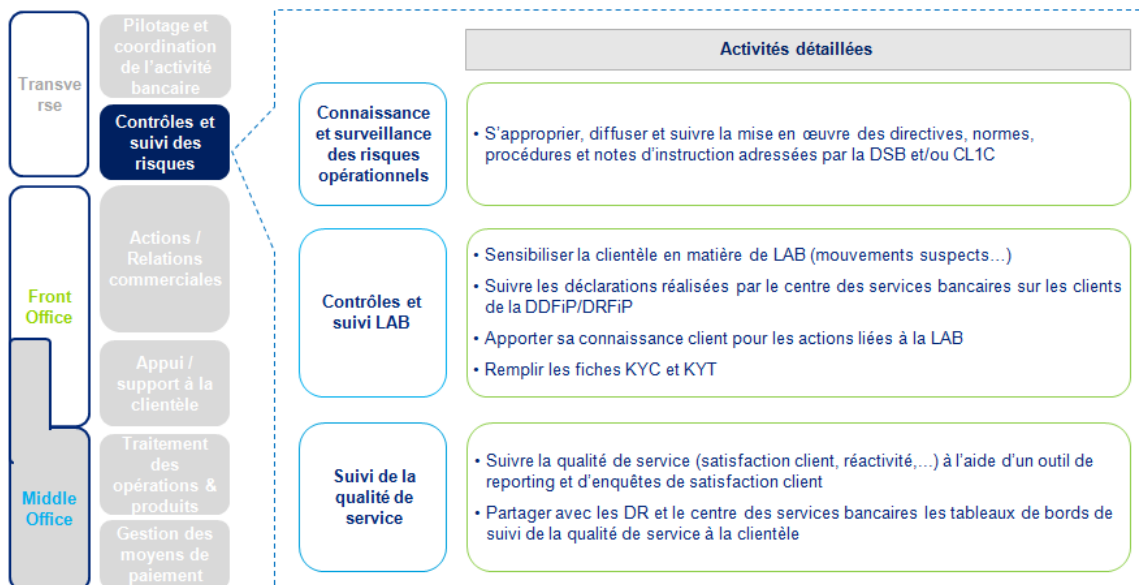 Transve
rse
Pilotage et
coordination
de l'activité
bancaire
Contrôles et
suivi des
risques
Front
Office
Actions /
Relations
commerciales
Appui /
support à la
clientèle
Middle
Office
Traitement
des
opérations &
produits
Gestion des
moyens de
paiement
Activités détaillées
Connaissance
et surveillance
des risques
opérationnels
• S'approprier, diffuser et suivre la mise en œuvre des directives, normes,
procédures et notes d'instruction adressées par la DSB et/ou CL1C
Contrôles et
suivi LAB
• Sensibiliser la clientèle en matière de LAB (mouvements suspects…)
• Suivre les déclarations réalisées par le centre des services bancaires sur les clients
de la DDFiP/DRFiP
• Apporter sa connaissance client pour les actions liées à la LAB
• Remplir les fiches KYC et KYT
Suivi de la
qualité de
service
• Suivre la qualité de service (satisfaction client, réactivité,…) à l'aide d'un outil de
reporting et d'enquêtes de satisfaction client
• Partager avec les DR et le centre des services bancaires les tableaux de bords de
suivi de la qualité de service à la clientèle